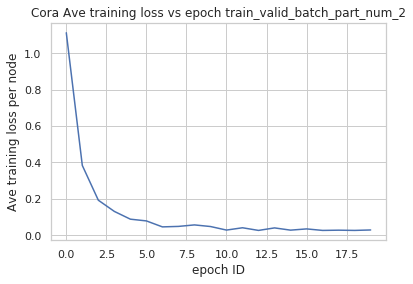 Cora Ave training loss vs epoch train_valid_batch_part_num_2
Ave training loss per node
1.0
0.8
0.6
0.4
0.2
0.0
0.0 2.5 5.0 7.5 10.0 12.5 15.0 17.5
epoch ID